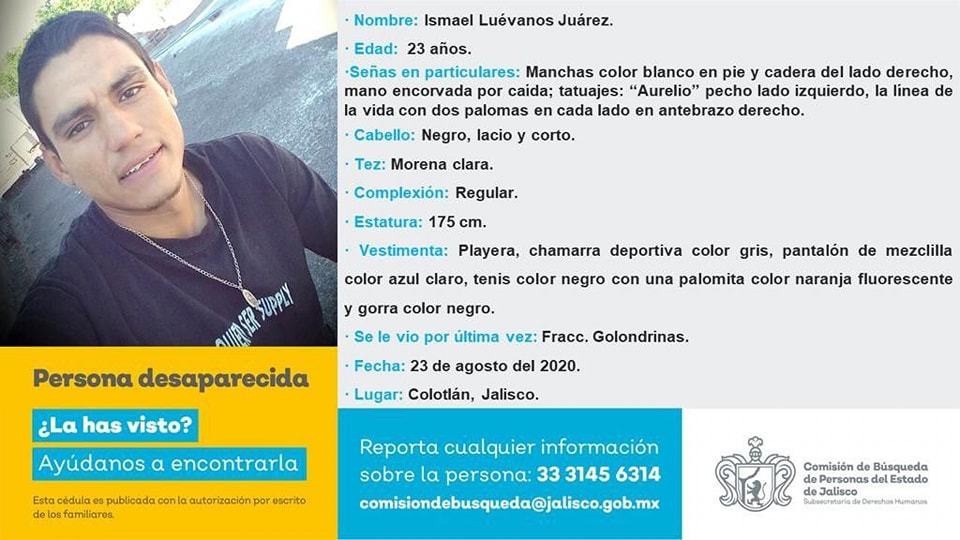 · Nombre: Ismael Luévanos Juárez.
· Edad: 23 años.
·Señas en particulares: Manchas color blanco en pie y cadera del lado derecho,
mano encorvada por caída; tatuajes: “Aurelio” pecho lado izquierdo, la línea de
la vida con dos palomas en cada lado en antebrazo derecho.
· Cabello: Negro, lacio y corto.
· Tez: Morena clara.
· Complexión: Regular.
· Estatura: 175 cm.
· Vestimenta: Playera, chamarra deportiva color gris, pantalón de mezclilla
color azul claro, tenis color negro con una palomita color naranja fluorescente
y gorra color negro.
· Se le vio por última vez: Fracc. Golondrinas.
· Fecha: 23 de agosto del 2020.
· Lugar: Colotlán, Jalisco.
SUPPLY
Persona desaparecida
¿La has visto?
Ayúdanos a encontrarla
Esta cédula es publicada con la autorización por escrito
de los familiares.
Reporta cualquier información
sobre la persona: 33 3145 6314
comisiondebusqueda@jalisco.gob.mx
Comisión de Búsqueda
de Personas del Estado
de Jalisco
Subsecretaría de Derechos Humanos